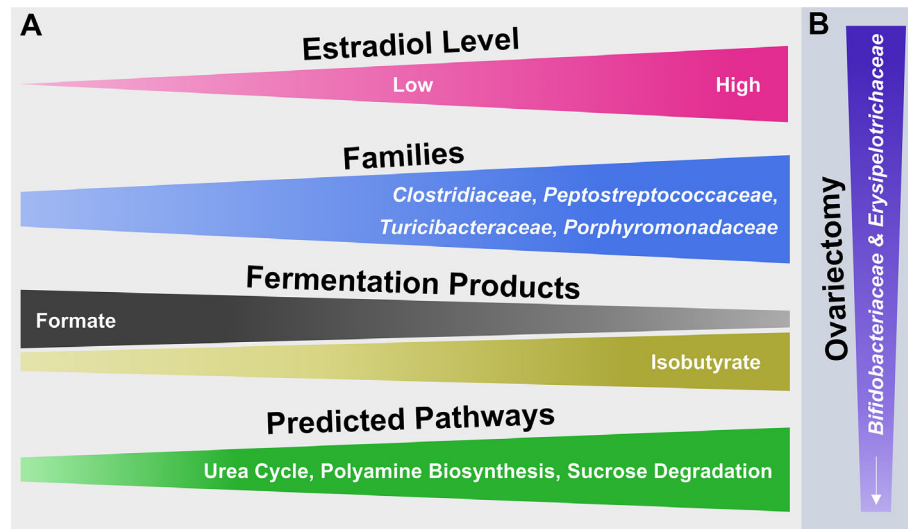 A
Estradiol Level
Low
High
Families
Clostridiaceae, Peptostreptococcaceae,
Turicibacteraceae, Porphyromonadaceae
Fermentation Products
Formate
Isobutyrate
Predicted Pathways
Urea Cycle, Polyamine Biosynthesis, Sucrose Degradation
B
Ovariectomy
Bifidobacteriaceae & Erysipelotrichaceae